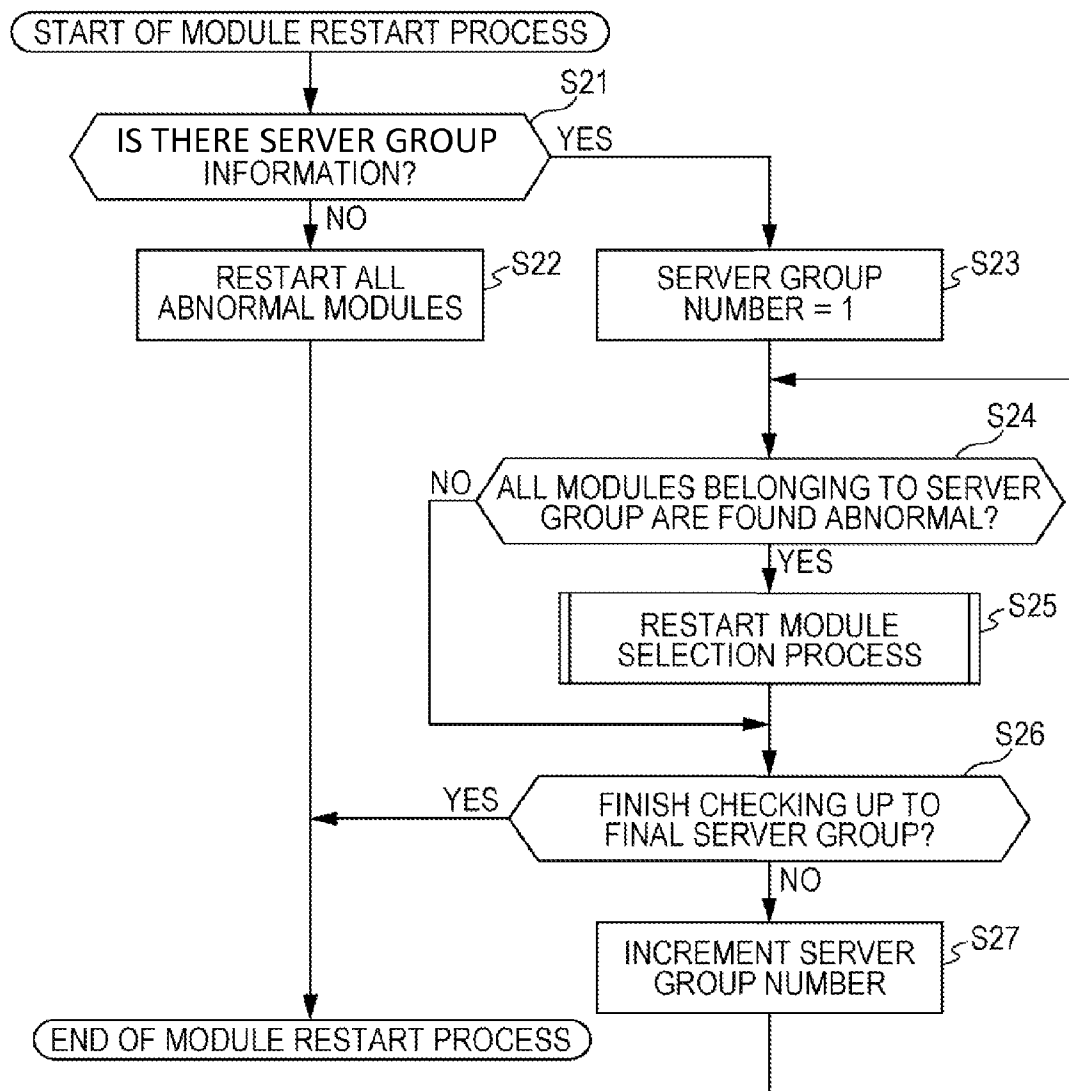 START OF MODULE RESTART PROCESS
S21
IS THERE SERVER GROUP
INFORMATION?
YES
NO
RESTART ALL
ABNORMAL MODULES
S22
SERVER GROUP
NUMBER = 1
S23
S24
NO
ALL MODULES BELONGING TO SERVER
GROUP ARE FOUND ABNORMAL?
YES
RESTART MODULE
SELECTION PROCESS
S25
S26
YES
FINISH CHECKING UP TO
FINAL SERVER GROUP?
NO
INCREMENT SERVER
GROUP NUMBER
S27
END OF MODULE RESTART PROCESS